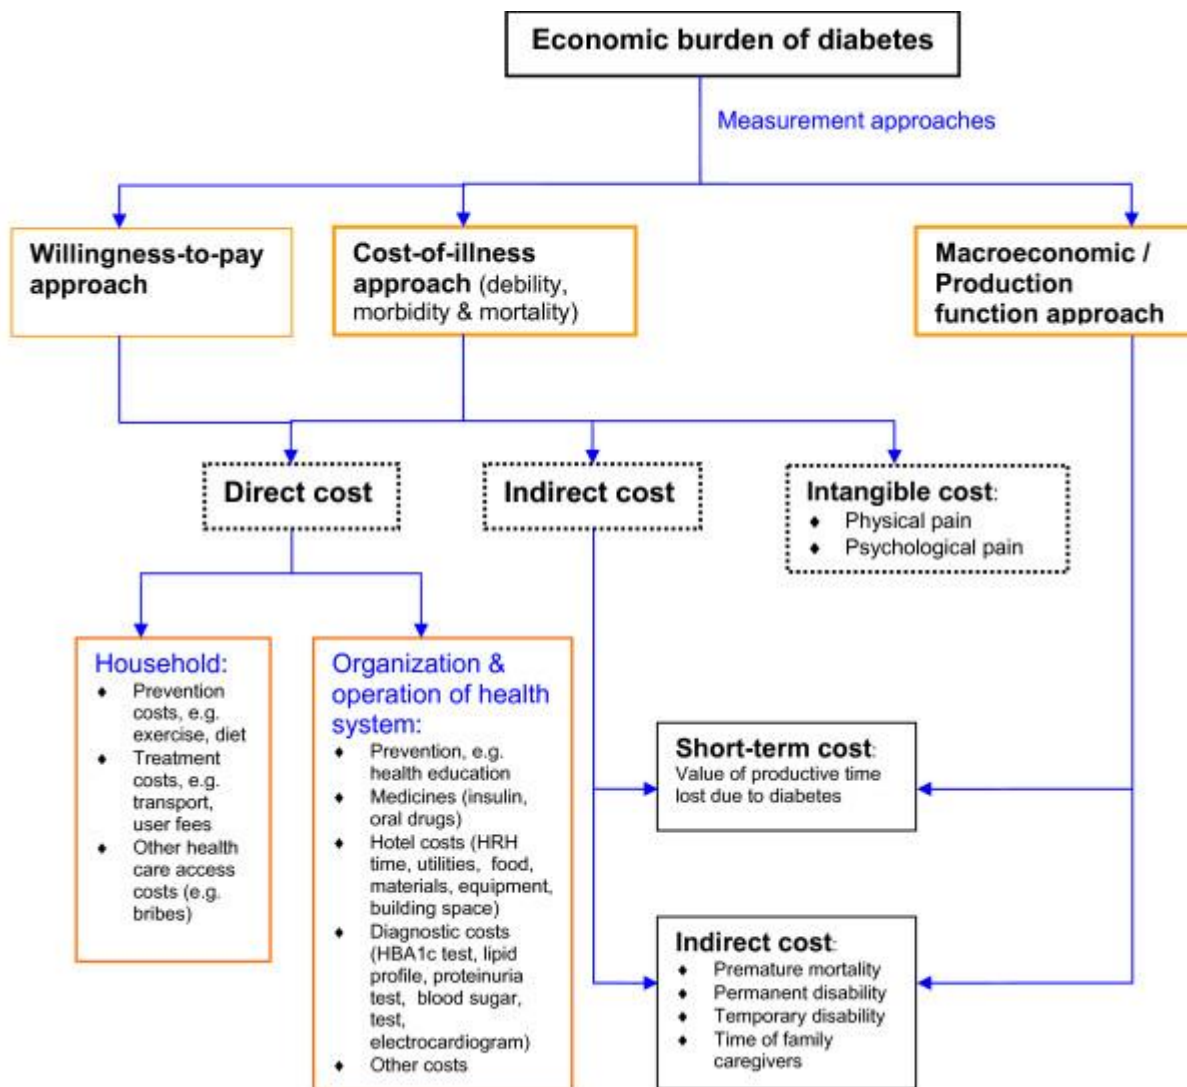 Economic burden of diabetes
Measurement approaches
Willingness-to-pay
approach
Cost-of-illness
approach (debility,
morbidity & mortality)
Macroeconomic /
Production
function approach
Direct cost
Indirect cost
Intangible cost:
♦ Physical pain
♦ Psychological pain
Household:
♦ Prevention
costs, e.g.
exercise, diet
♦ Treatment
costs, e.g.
transport,
user fees
♦ Other health
care access
costs (e.g.
bribes)
Organization &
operation of health
system:
♦ Prevention, e.g.
health education
♦ Medicines (insulin,
oral drugs)
♦ Hotel costs (HRH
time, utilities, food,
materials, equipment,
building space)
♦ Diagnostic costs
(HBA1c test, lipid
profile, proteinuria
test, blood sugar,
test,
electrocardiogram)
♦ Other costs
Short-term cost:
Value of productive time
lost due to diabetes
Indirect cost:
♦ Premature mortality
♦ Permanent disability
♦ Temporary disability
♦ Time of family
caregivers